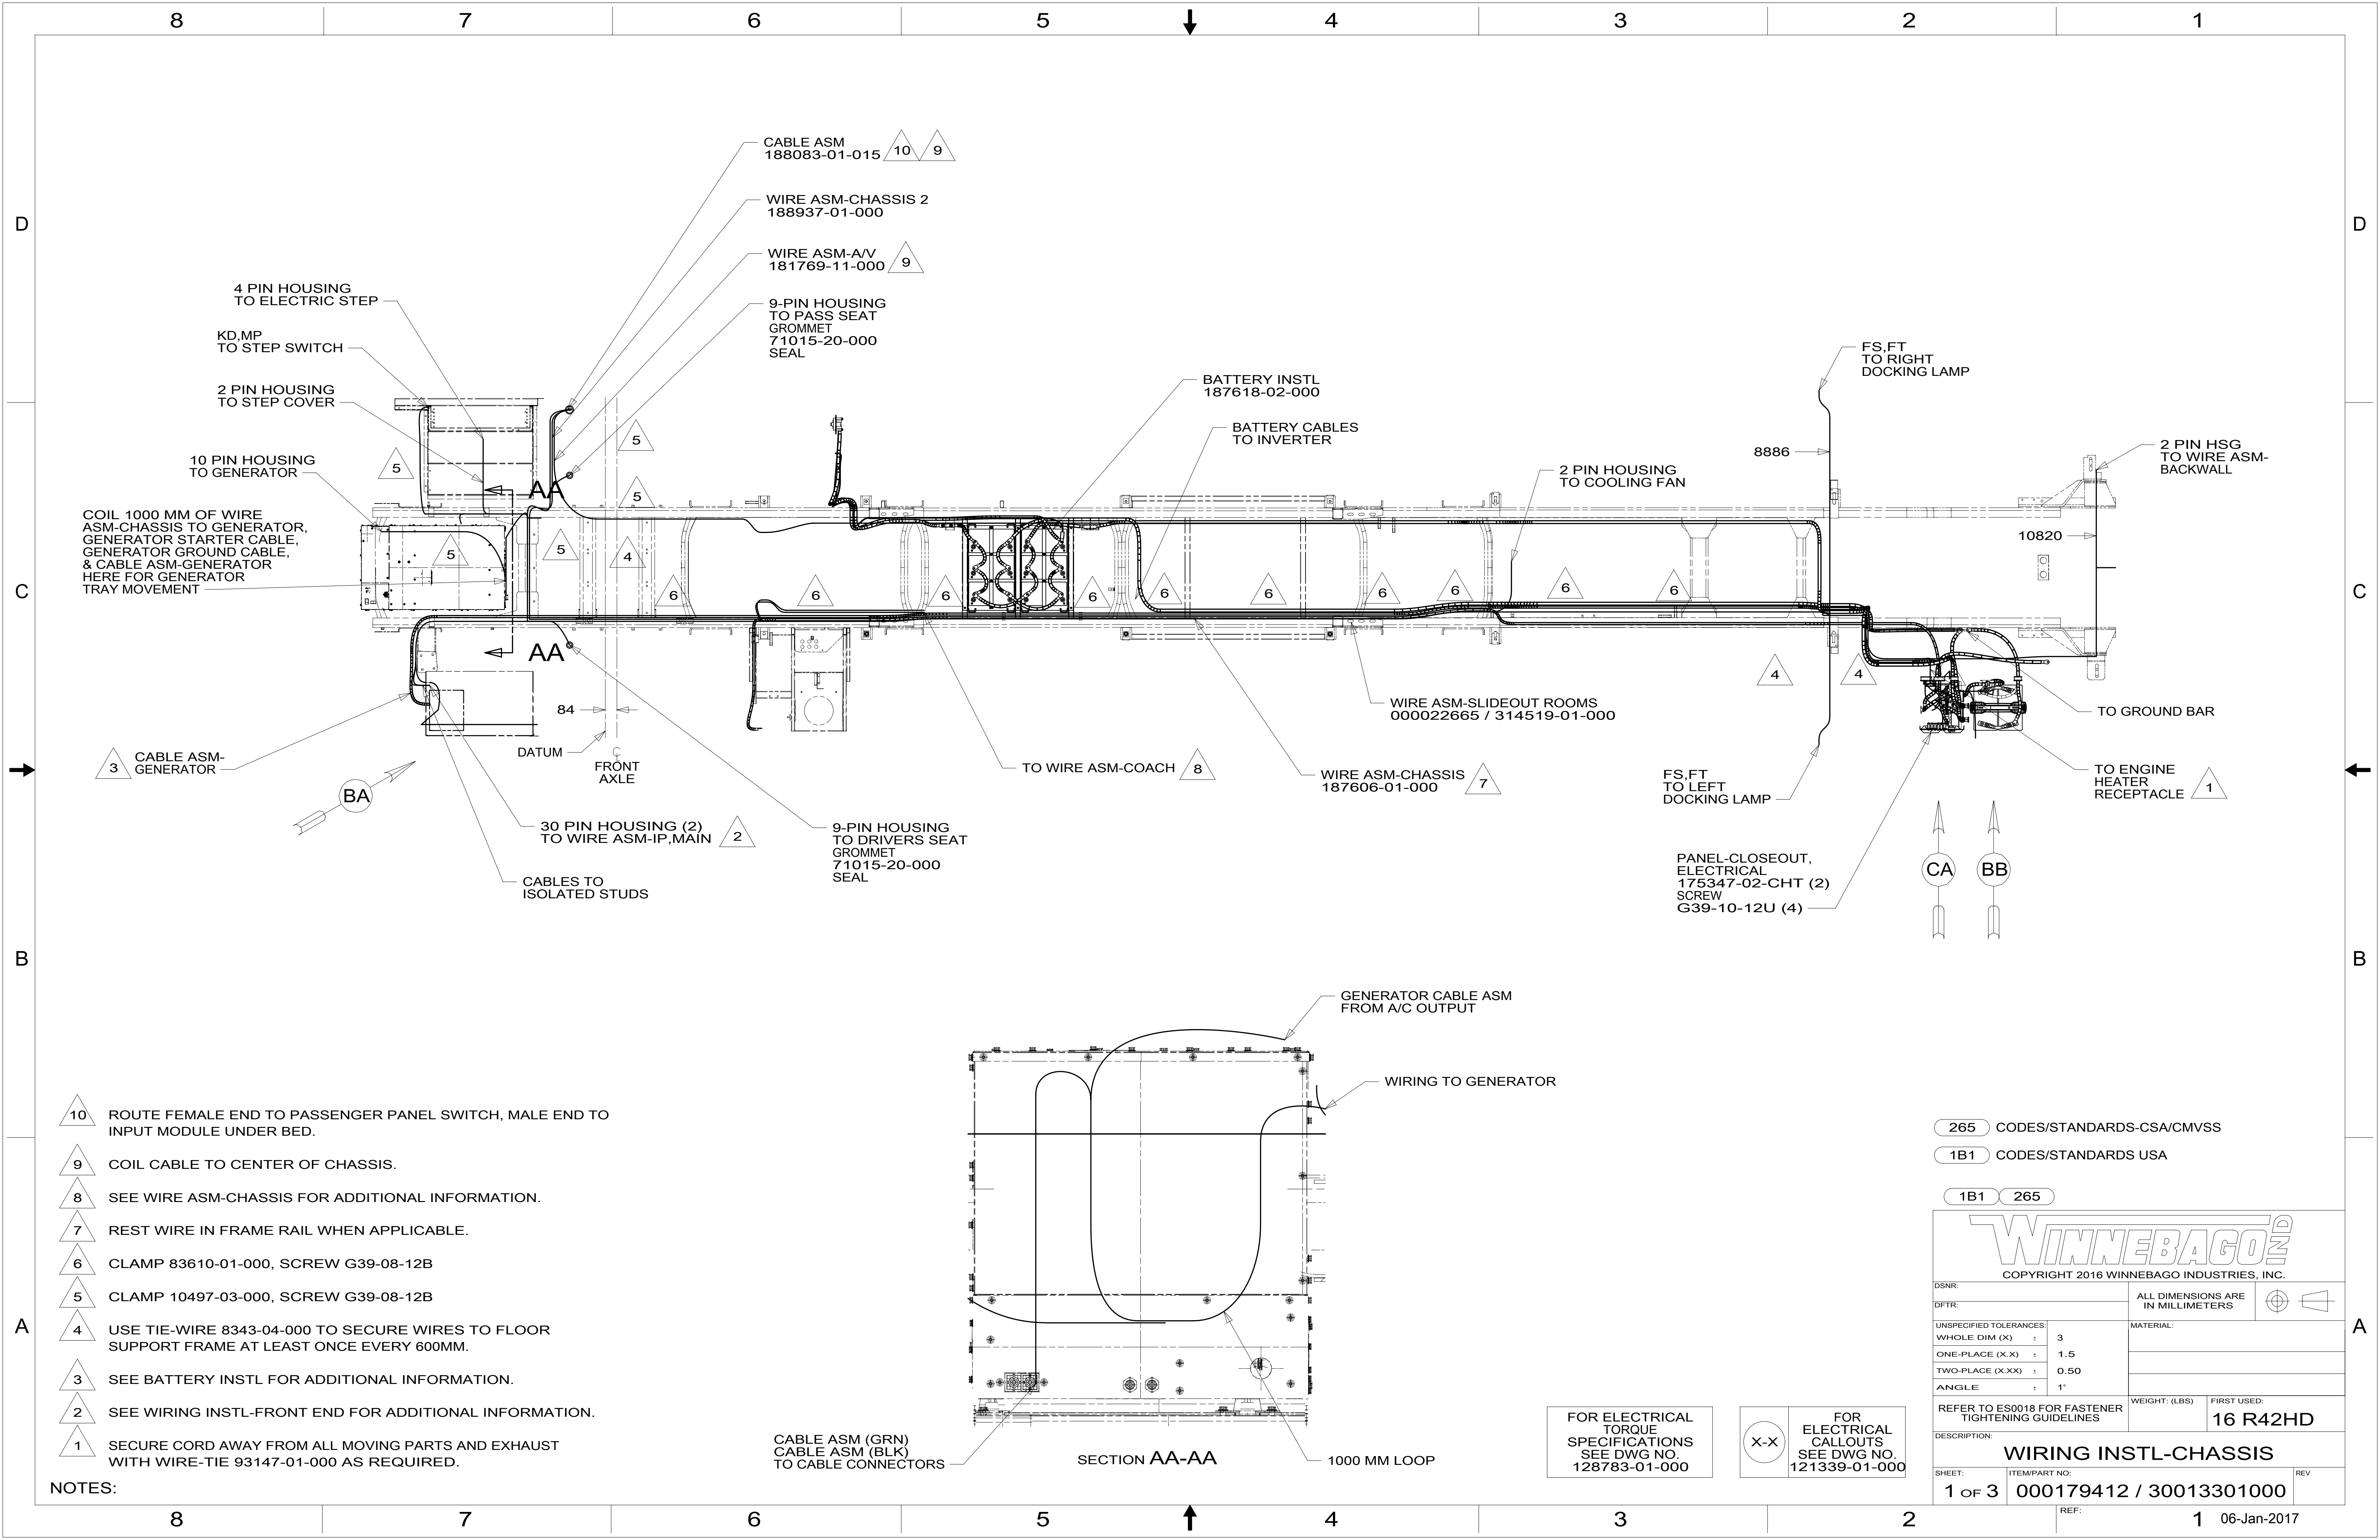 8 7 6 5 4 3 2 1
D
D
C
C
B
B
A
A
CABLE ASM
188083-01-015 10 9
WIRE ASM-CHASSIS 2
188937-01-000
WIRE ASM-A/V
181769-11-000 9
9-PIN HOUSING
TO PASS SEAT
GROMMET
71015-20-000
SEAL
4 PIN HOUSING
TO ELECTRIC STEP
KD,MP
TO STEP SWITCH
2 PIN HOUSING
TO STEP COVER
10 PIN HOUSING
TO GENERATOR
COIL 1000 MM OF WIRE
ASM-CHASSIS TO GENERATOR,
GENERATOR STARTER CABLE,
GENERATOR GROUND CABLE,
& CABLE ASM-GENERATOR
HERE FOR GENERATOR
TRAY MOVEMENT
BATTERY INSTL
187618-02-000
BATTERY CABLES
TO INVERTER
2 PIN HOUSING
TO COOLING FAN
FS,FT
TO RIGHT
DOCKING LAMP
8886
2 PIN HSG
TO WIRE ASM-
BACKWALL
10820
5
5
5
5
5
4
6
6
6
6
6
6
6
6
6
6
4
4
AA
AA
84
DATUM
C
FRONT
AXLE
3 CABLE ASM-
GENERATOR
BA
30 PIN HOUSING (2)
TO WIRE ASM-IP,MAIN 2
CABLES TO
ISOLATED STUDS
9-PIN HOUSING
TO DRIVERS SEAT
GROMMET
71015-20-000
SEAL
TO WIRE ASM-COACH 8
WIRE ASM-SLIDEOUT ROOMS
000022665 / 314519-01-000
WIRE ASM-CHASSIS
187606-01-000 7
FS,FT
TO LEFT
DOCKING LAMP
TO GROUND BAR
TO ENGINE
HEATER
RECEPTACLE 1
PANEL-CLOSEOUT,
ELECTRICAL
175347-02-CHT (2)
SCREW
G39-10-12U (4)
CA
BB
GENERATOR CABLE ASM
FROM A/C OUTPUT
WIRING TO GENERATOR
CABLE ASM (GRN)
CABLE ASM (BLK)
TO CABLE CONNECTORS
SECTION AA-AA
1000 MM LOOP
10 ROUTE FEMALE END TO PASSENGER PANEL SWITCH, MALE END TO
INPUT MODULE UNDER BED.
9 COIL CABLE TO CENTER OF CHASSIS.
8 SEE WIRE ASM-CHASSIS FOR ADDITIONAL INFORMATION.
7 REST WIRE IN FRAME RAIL WHEN APPLICABLE.
6 CLAMP 83610-01-000, SCREW G39-08-12B
5 CLAMP 10497-03-000, SCREW G39-08-12B
4 USE TIE-WIRE 8343-04-000 TO SECURE WIRES TO FLOOR
SUPPORT FRAME AT LEAST ONCE EVERY 600MM.
3 SEE BATTERY INSTL FOR ADDITIONAL INFORMATION.
2 SEE WIRING INSTL-FRONT END FOR ADDITIONAL INFORMATION.
1 SECURE CORD AWAY FROM ALL MOVING PARTS AND EXHAUST
WITH WIRE-TIE 93147-01-000 AS REQUIRED.
NOTES:
FOR ELECTRICAL
TORQUE
SPECIFICATIONS
SEE DWG NO.
128783-01-000
X-X
FOR
ELECTRICAL
CALLOUTS
SEE DWG NO.
121339-01-000
265 CODES/STANDARDS-CSA/CMVSS
1B1 CODES/STANDARDS USA
1B1 265
WINNEBAGO IND
COPYRIGHT 2016 WINNEBAGO INDUSTRIES, INC.
DSNR:
DFTR:
ALL DIMENSIONS ARE
IN MILLIMETERS
UNSPECIFIED TOLERANCES:
WHOLE DIM (X) ± 3
ONE-PLACE (X.X) ± 1.5
TWO-PLACE (X.XX) ± 0.50
ANGLE ± 1°
MATERIAL:
REFER TO ES0018 FOR FASTENER
TIGHTENING GUIDELINES
WEIGHT: (LBS)
FIRST USED:
16 R42HD
DESCRIPTION:
WIRING INSTL-CHASSIS
SHEET:
1 OF 3
ITEM/PART NO:
000179412 / 30013301000
REV
REF:
8 7 6 5 4 3 2 1
06-Jan-2017